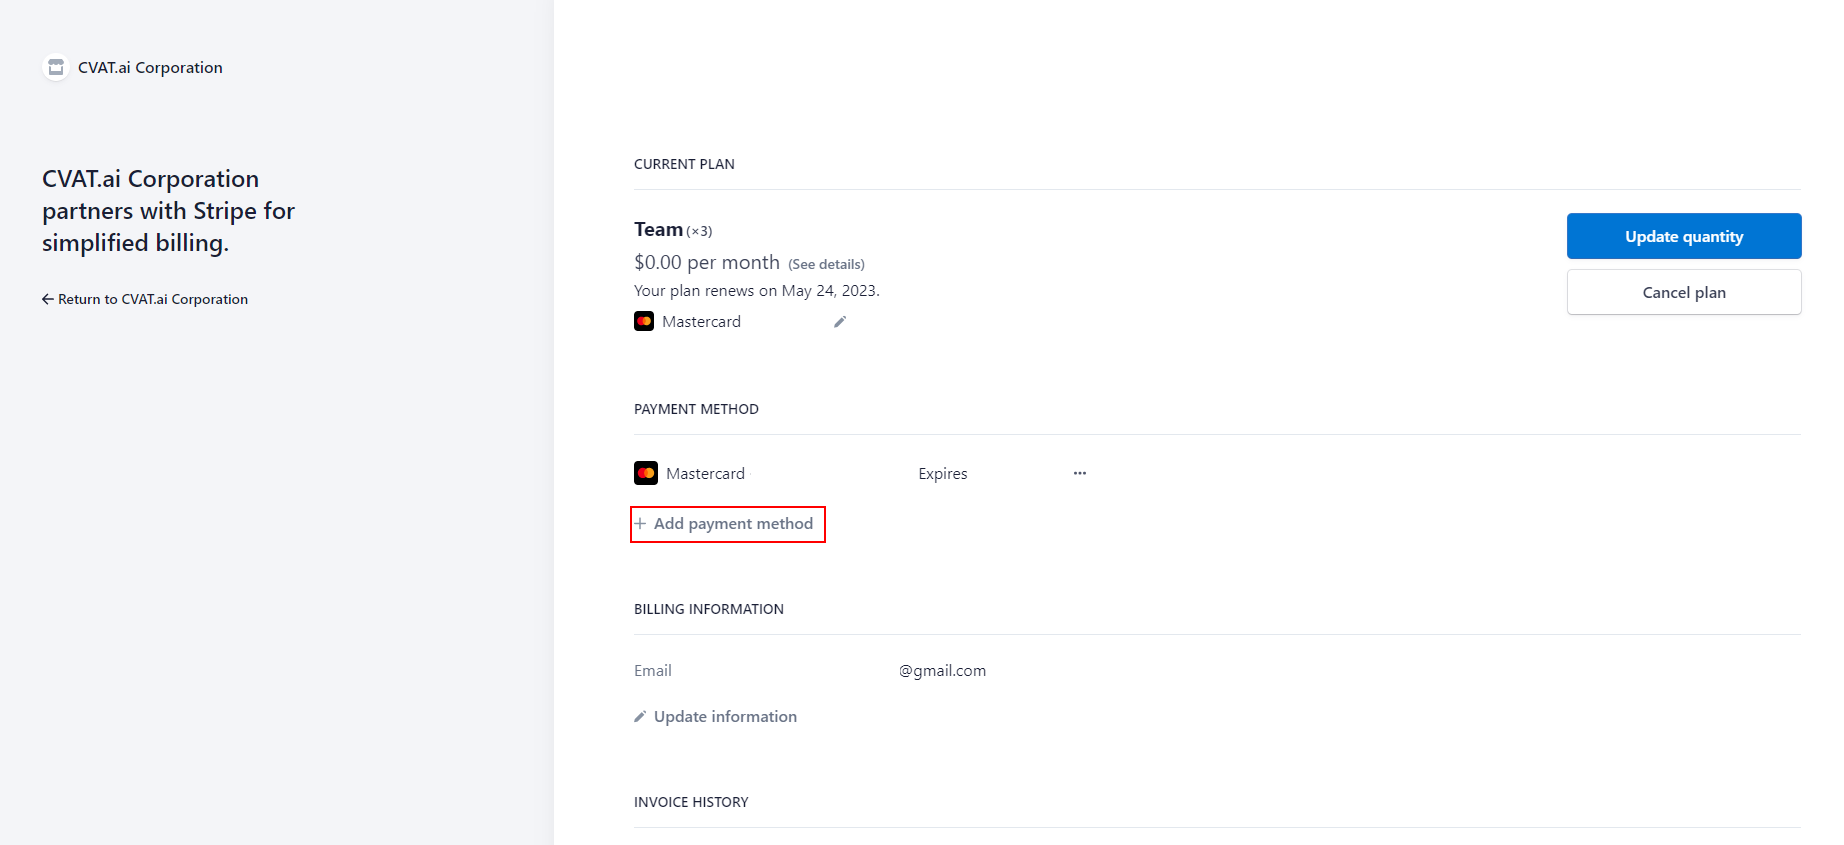 CVAT.ai Corporation
CVAT.ai Corporation
partners with Stripe for
simplified billing.
← Return to CVAT.ai Corporation
CURRENT PLAN
Team (×3)
$0.00 per month (See details)
Your plan renews on May 24, 2023.
Mastercard
Update quantity
Cancel plan
PAYMENT METHOD
Mastercard Expires ···
+ Add payment method
BILLING INFORMATION
Email @gmail.com
Update information
INVOICE HISTORY